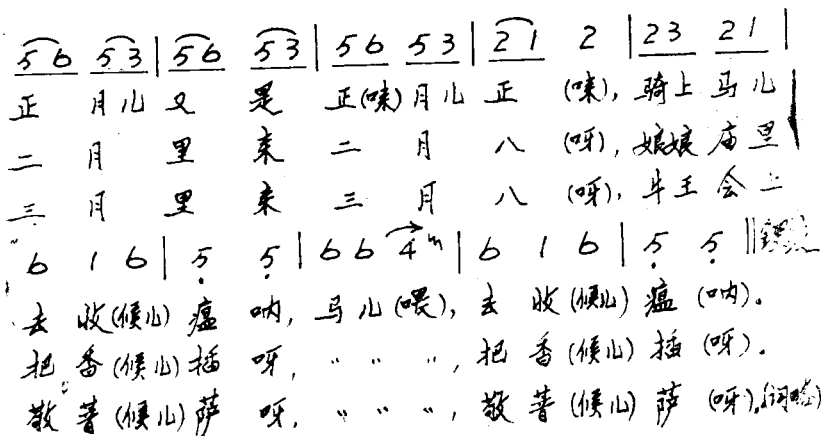 56 53 | 56 53 | 56 53 | 21 2 | 23 21 |
正 月儿 又 是 正(唻)月儿 正 (唻), 骑上 马儿
二 月 里 来 二 月 八 (呀), 娘娘 庙里
三 月 里 来 三 月 八 (呀), 牛王 会上
6 1 6 | 5 5 | 6 6 4 | 6 1 6 | 5 5 ‖
去 收(候儿) 瘟 呐, 马儿(喂), 去 收(候儿) 瘟 (呐).
把 香(候儿) 插 呀, 〃 〃 〃, 把 香(候儿) 插 (呀).
敬 菩(候儿) 萨 呀, 〃 〃 〃, 敬 菩(候儿) 萨 (呀).(词略)